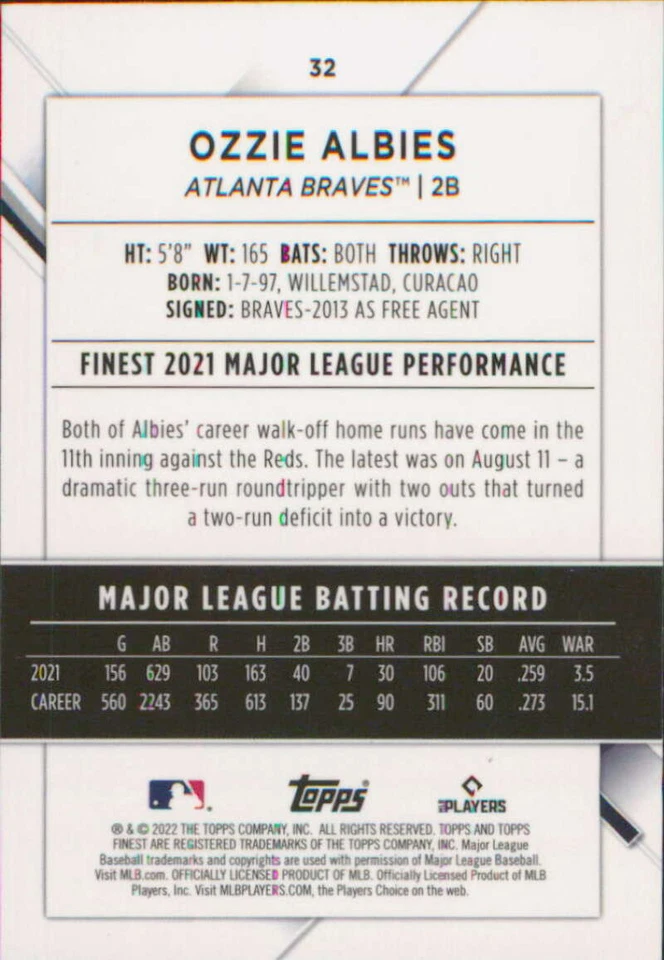 32
OZZIE ALBIES
ATLANTA BRAVES™ | 2B
HT: 5'8" WT: 165 BATS: BOTH THROWS: RIGHT
BORN: 1-7-97, WILLEMSTAD, CURACAO
SIGNED: BRAVES-2013 AS FREE AGENT
FINEST 2021 MAJOR LEAGUE PERFORMANCE
Both of Albies' career walk-off home runs have come in the
11th inning against the Reds. The latest was on August 11 – a
dramatic three-run roundtripper with two outs that turned
a two-run deficit into a victory.
MAJOR LEAGUE BATTING RECORD
G AB R H 2B 3B HR RBI SB AVG WAR
2021 156 629 103 163 40 7 30 106 20 .259 3.5
CAREER 560 2243 365 613 137 25 90 311 60 .273 15.1
Topps® PLAYERS
® & © 2022 THE TOPPS COMPANY, INC. ALL RIGHTS RESERVED. TOPPS AND TOPPS
FINEST ARE REGISTERED TRADEMARKS OF THE TOPPS COMPANY, INC. Major League
Baseball trademarks and copyrights are used with permission of Major League Baseball.
Visit MLB.com. OFFICIALLY LICENSED PRODUCT OF MLB. Officially Licensed Product of MLB
Players, Inc. Visit MLBPLAYERS.COM, the Players Choice on the web.